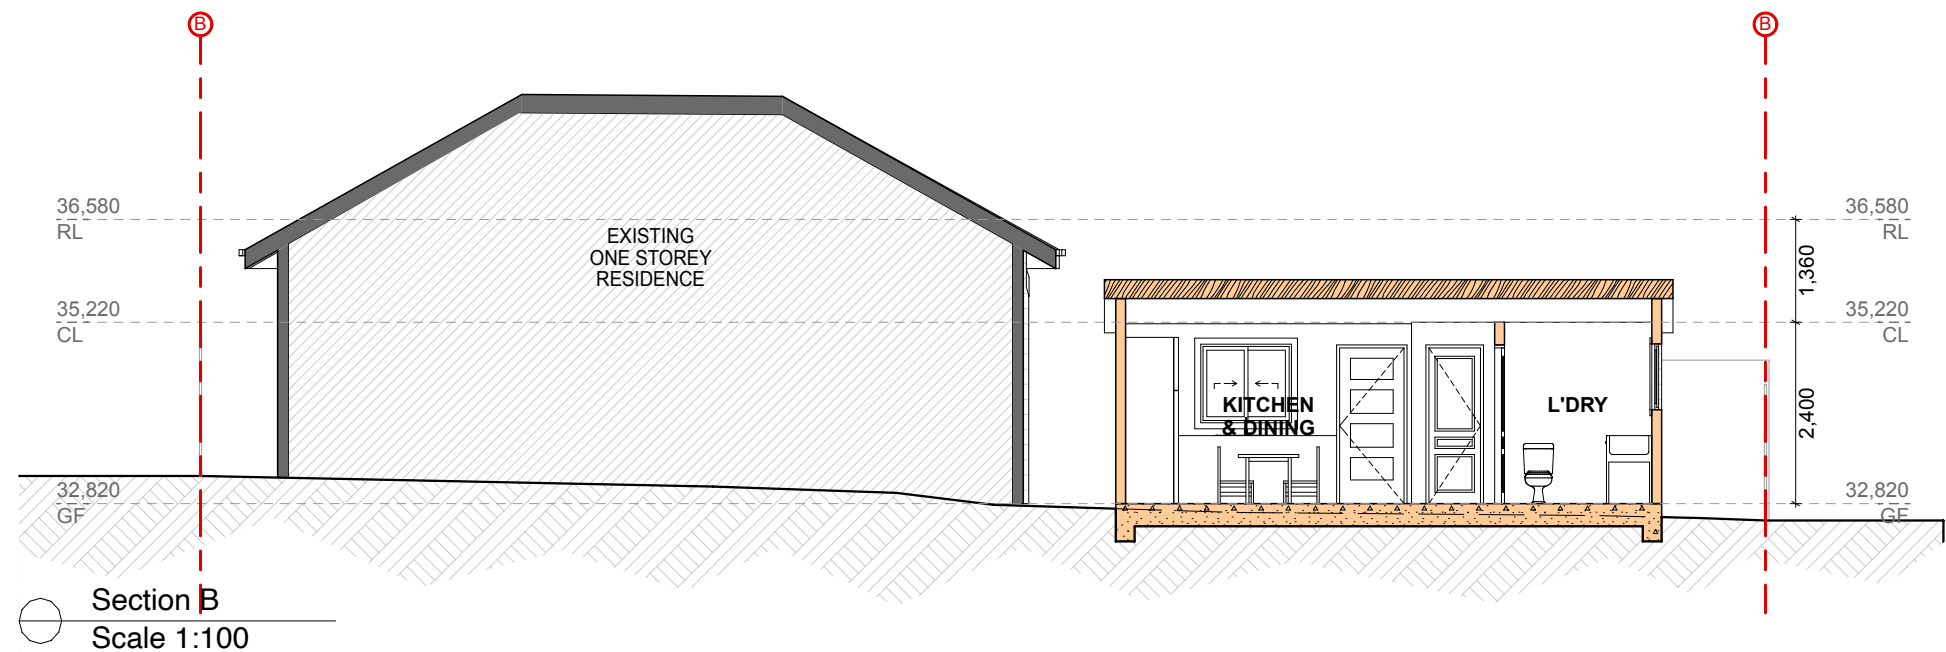 B
B
36,580
RL
36,580
RL
EXISTING
ONE STOREY
RESIDENCE
1,360
35,220
CL
35,220
CL
KITCHEN
& DINING
L'DRY
2,400
32,820
GF
32,820
GF
Section B
Scale 1:100